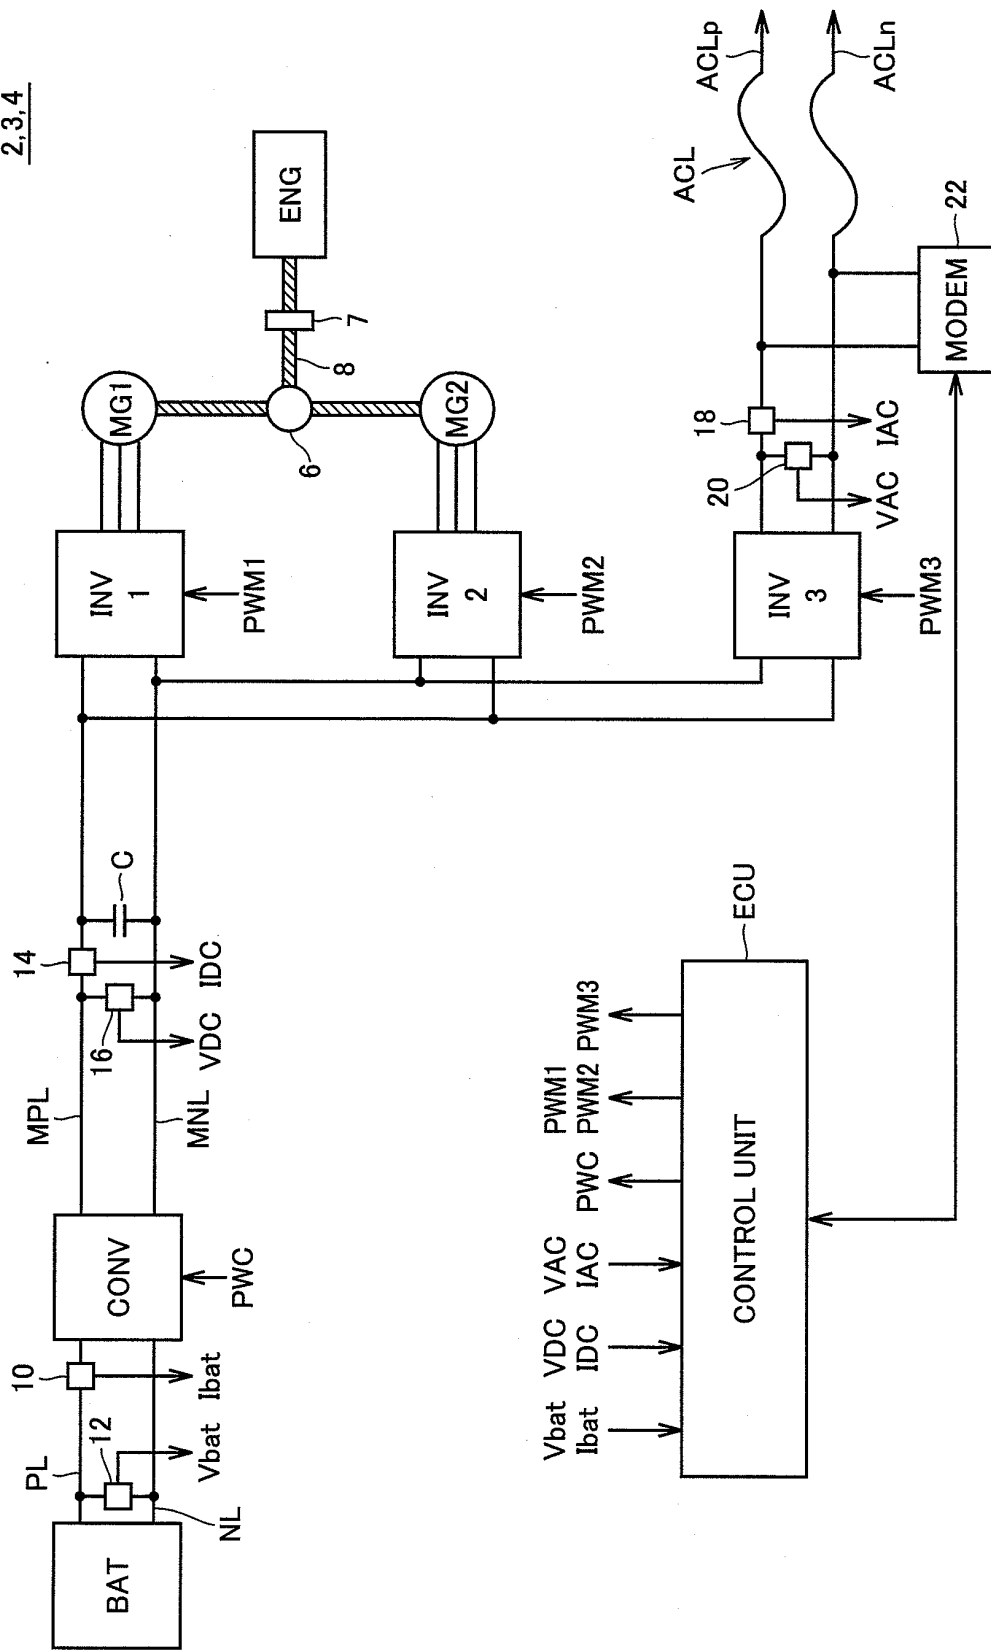 2,3,4
BAT
PL
NL
12
Vbat
10
Ibat
CONV
PWC
MPL
MNL
16
VDC
14
IDC
C
INV
1
PWM1
MG1
INV
2
PWM2
MG2
6
8
7
ENG
INV
3
PWM3
20
VAC
18
IAC
ACL
ACLp
ACLn
MODEM
22
Vbat
Ibat
VDC
IDC
VAC
IAC
PWC
PWM1
PWM2
PWM3
CONTROL UNIT
ECU